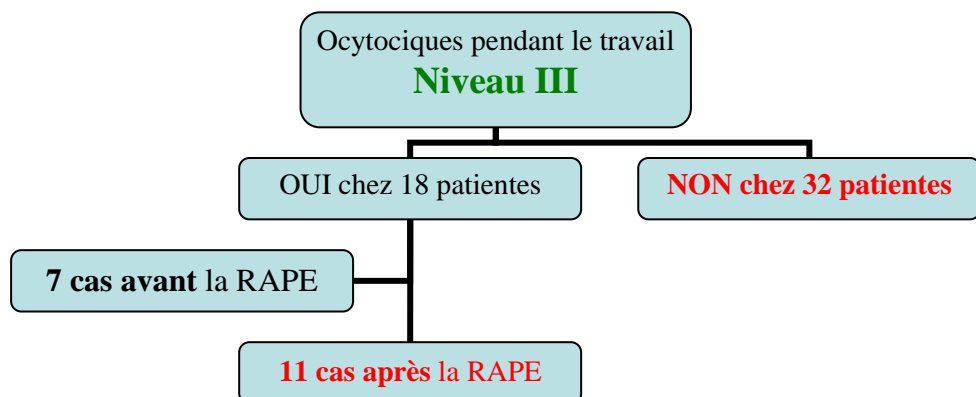 Ocytociques pendant le travail
Niveau III
OUI chez 18 patientes
NON chez 32 patientes
7 cas avant la RAPE
11 cas après la RAPE